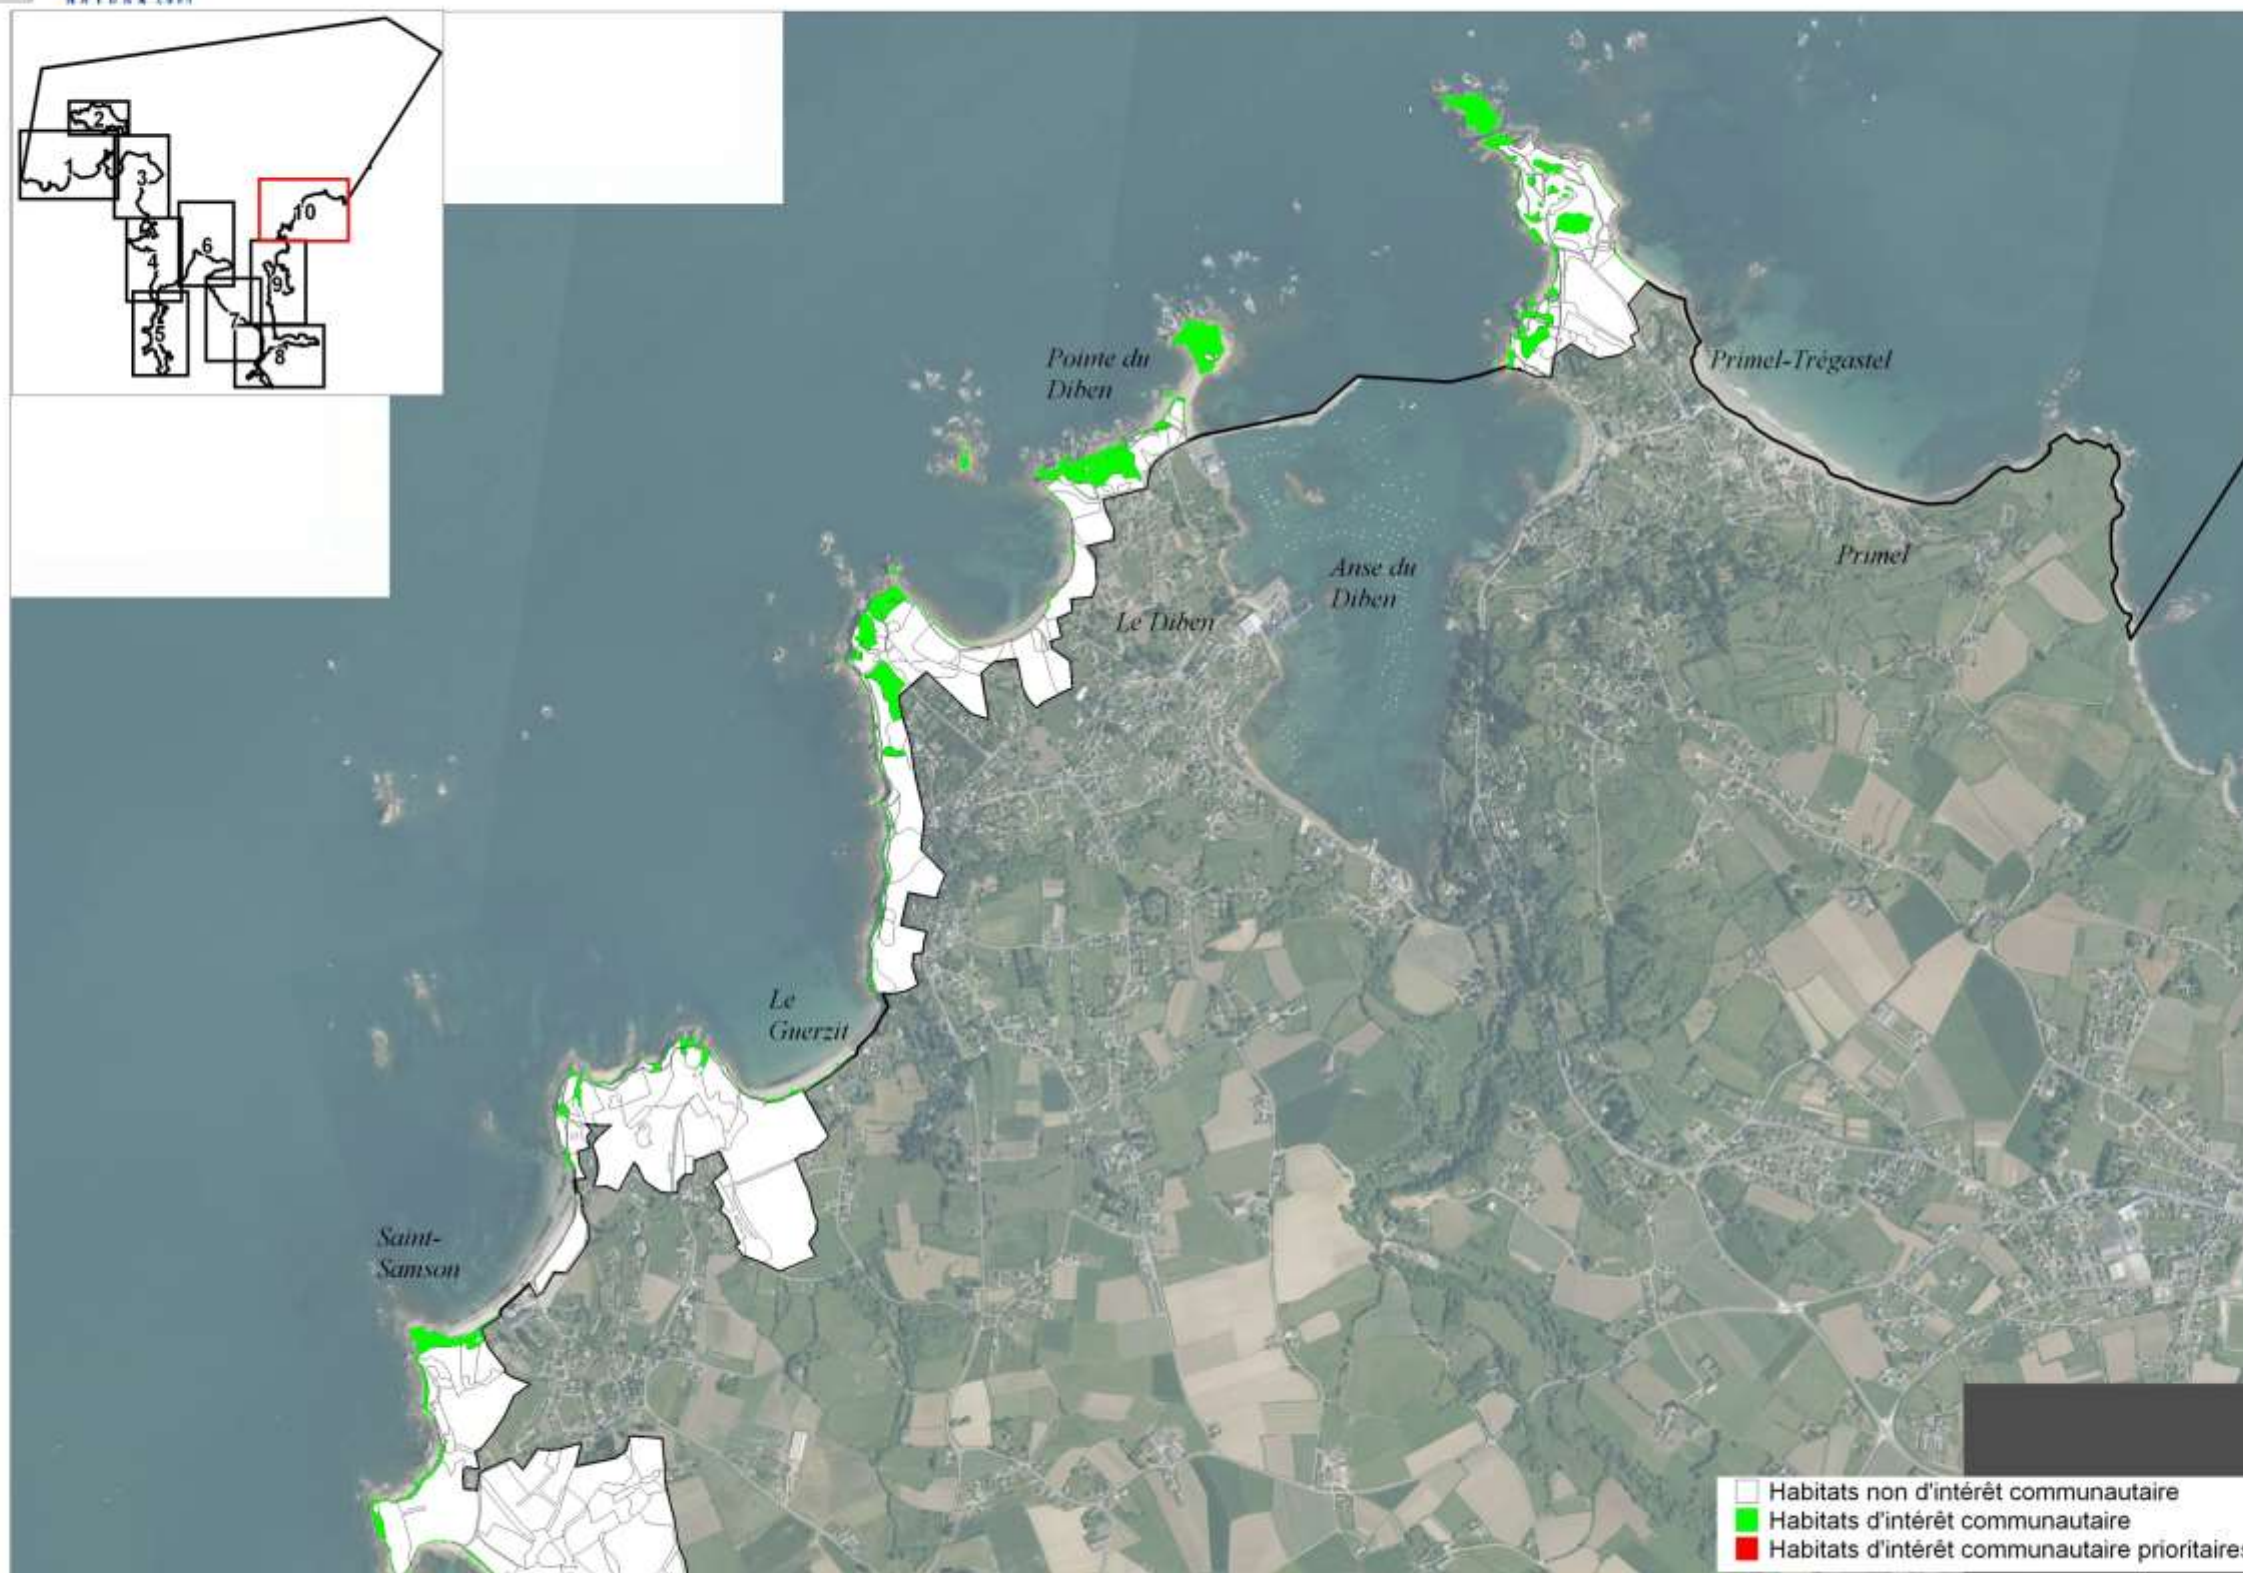 2
1
3
10
6
4
9
7
5
8
Pointe du
Diben
Primel-Trégastel
Primel
Anse du
Diben
Le Diben
Le
Guerzit
Saint-
Samson
Habitats non d'intérêt communautaire
Habitats d'intérêt communautaire
Habitats d'intérêt communautaire prioritaires